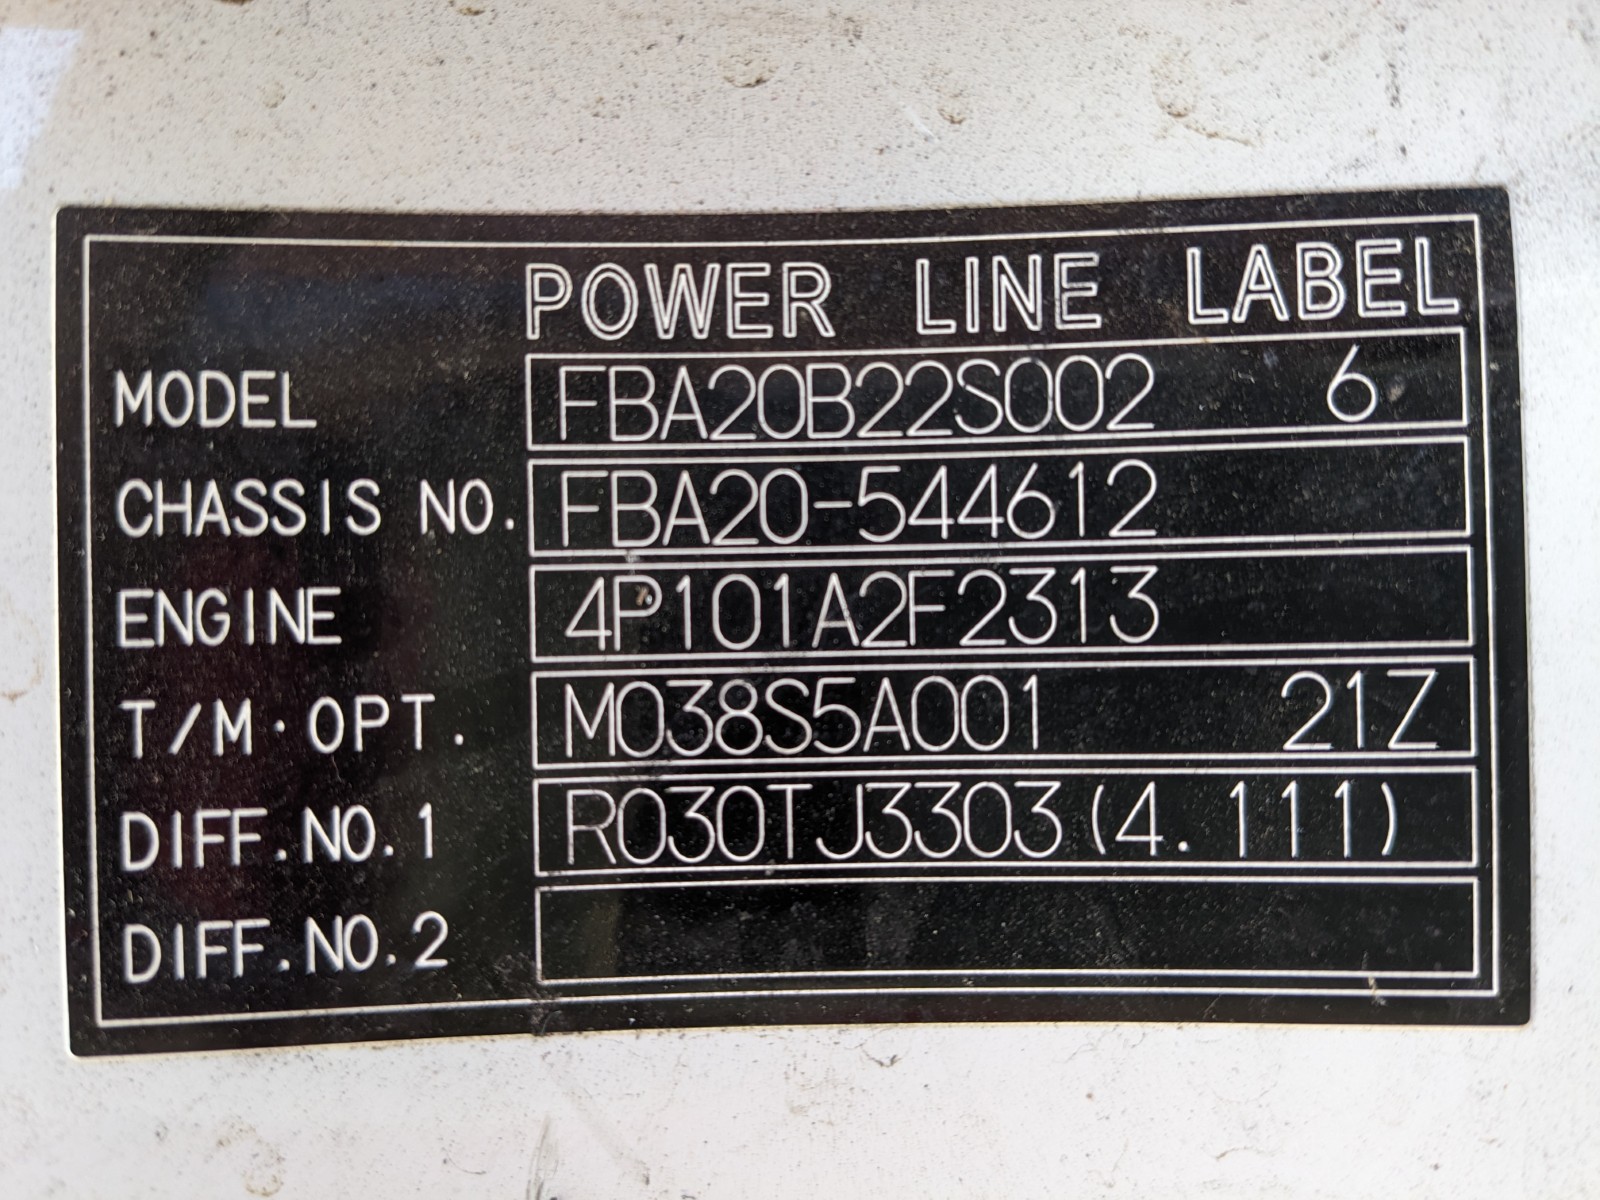 POWER LINE LABEL
MODEL FBA20B22S002 6
CHASSIS NO. FBA20-544612
ENGINE 4P101A2F2313
T/M·OPT. M038S5A001 21Z
DIFF.NO.1 R030TJ3303(4.111)
DIFF.NO.2